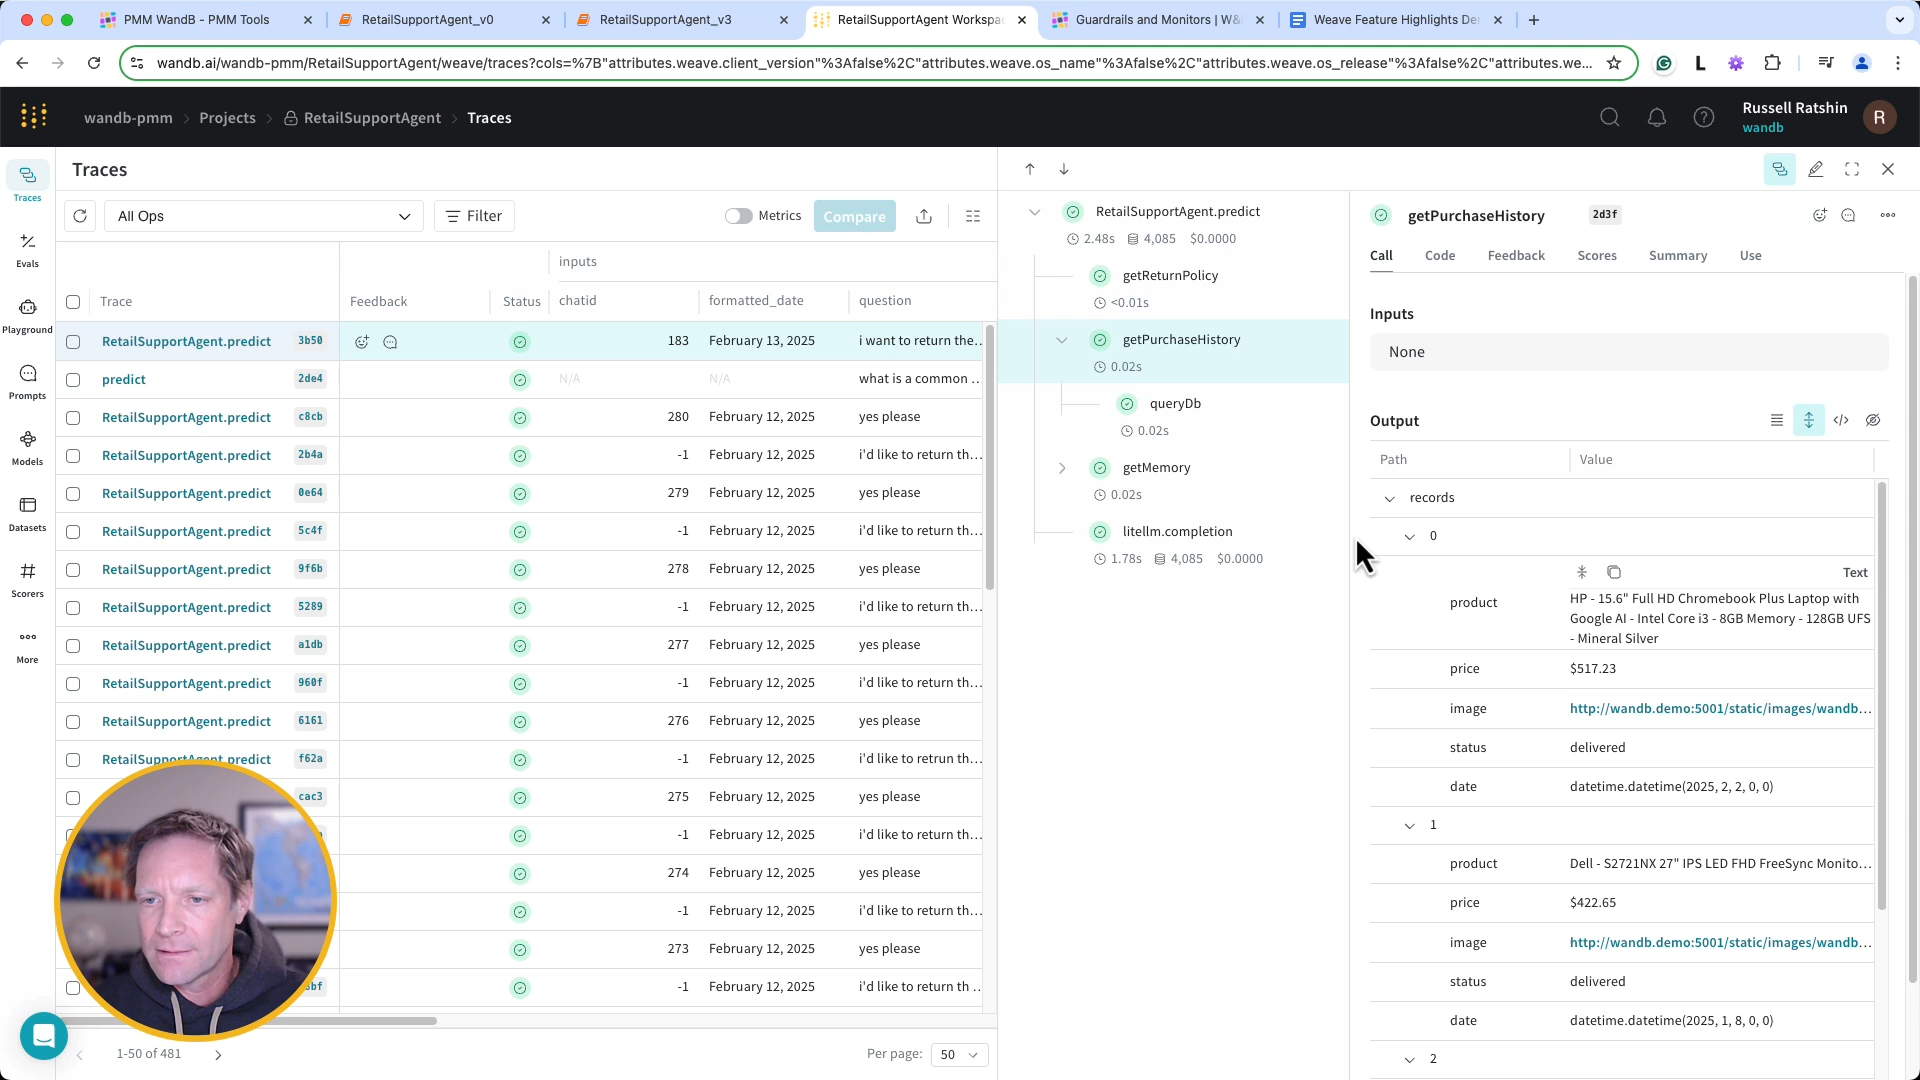 PMM WandB - PMM Tools
RetailSupportAgent_v0
RetailSupportAgent_v3
RetailSupportAgent Workspa
Guardrails and Monitors | W&
Weave Feature Highlights De
wandb.ai/wandb-pmm/RetailSupportAgent/weave/traces?cols=%7B"attributes.weave.client_version"%3Afalse%2C"attributes.weave.os_name"%3Afalse%2C"attributes.weave.os_release"%3Afalse%2C"attributes.we...
wandb-pmm > Projects > RetailSupportAgent > Traces
Russell Ratshin
wandb
R
Traces
Evals
Playground
Prompts
Models
Datasets
Scorers
More
Traces
All Ops
Filter
Metrics
Compare
inputs
Trace Feedback Status chatid formatted_date question
RetailSupportAgent.predict 3b50 183 February 13, 2025 i want to return the...
predict 2de4 N/A N/A what is a common ...
RetailSupportAgent.predict c8cb 280 February 12, 2025 yes please
RetailSupportAgent.predict 2b4a -1 February 12, 2025 i'd like to return th...
RetailSupportAgent.predict 0e64 279 February 12, 2025 yes please
RetailSupportAgent.predict 5c4f -1 February 12, 2025 i'd like to return th...
RetailSupportAgent.predict 9f6b 278 February 12, 2025 yes please
RetailSupportAgent.predict 5289 -1 February 12, 2025 i'd like to return th...
RetailSupportAgent.predict a1db 277 February 12, 2025 yes please
RetailSupportAgent.predict 960f -1 February 12, 2025 i'd like to return th...
RetailSupportAgent.predict 6161 276 February 12, 2025 yes please
RetailSupportAgent.predict f62a -1 February 12, 2025 i'd like to retrun th...
cac3 275 February 12, 2025 yes please
-1 February 12, 2025 i'd like to return th...
274 February 12, 2025 yes please
-1 February 12, 2025 i'd like to return th...
273 February 12, 2025 yes please
bf -1 February 12, 2025 i'd like to return th ...
1-50 of 481
Per page: 50
RetailSupportAgent.predict
2.48s 4,085 $0.0000
getReturnPolicy
<0.01s
getPurchaseHistory
0.02s
queryDb
0.02s
getMemory
0.02s
litellm.completion
1.78s 4,085 $0.0000
getPurchaseHistory 2d3f
Call Code Feedback Scores Summary Use
Inputs
None
Output
Path Value
records
0
Text
product HP - 15.6" Full HD Chromebook Plus Laptop with
Google AI - Intel Core i3 - 8GB Memory - 128GB UFS
- Mineral Silver
price $517.23
image http://wandb.demo:5001/static/images/wandb...
status delivered
date datetime.datetime(2025, 2, 2, 0, 0)
1
product Dell - S2721NX 27" IPS LED FHD FreeSync Monito...
price $422.65
image http://wandb.demo:5001/static/images/wandb...
status delivered
date datetime.datetime(2025, 1, 8, 0, 0)
2